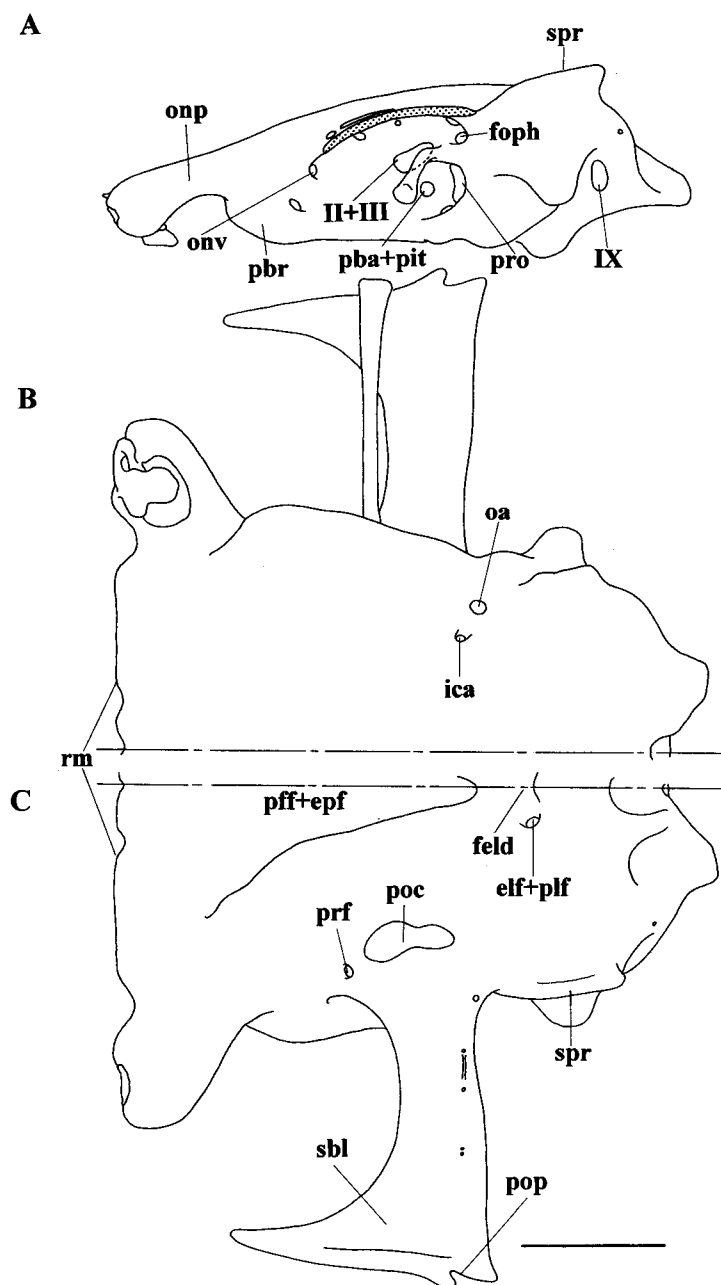 A
spr
onp
foph
II+III
onv
pbr
pba+pit
pro
IX
B
oa
ica
rm
C
pff+epf
feld
elf+plf
poc
prf
spr
sbl
pop